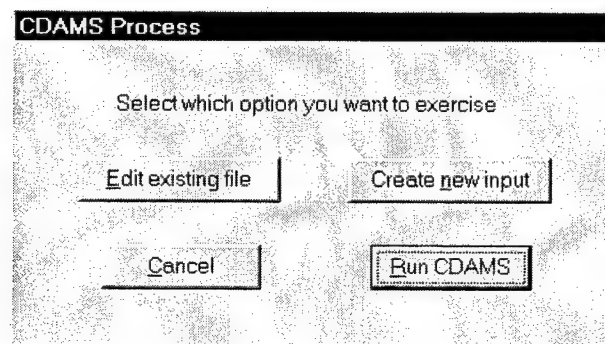 CDAMS Process
Select which option you want to exercise
Edit existing file
Create new input
Cancel
Run CDAMS